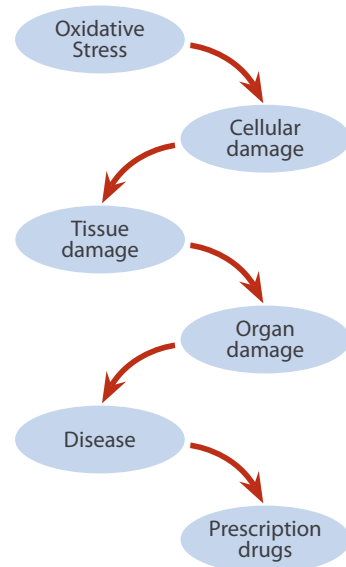 Oxidative
Stress
Cellular
damage
Tissue
damage
Organ
damage
Disease
Prescription
drugs